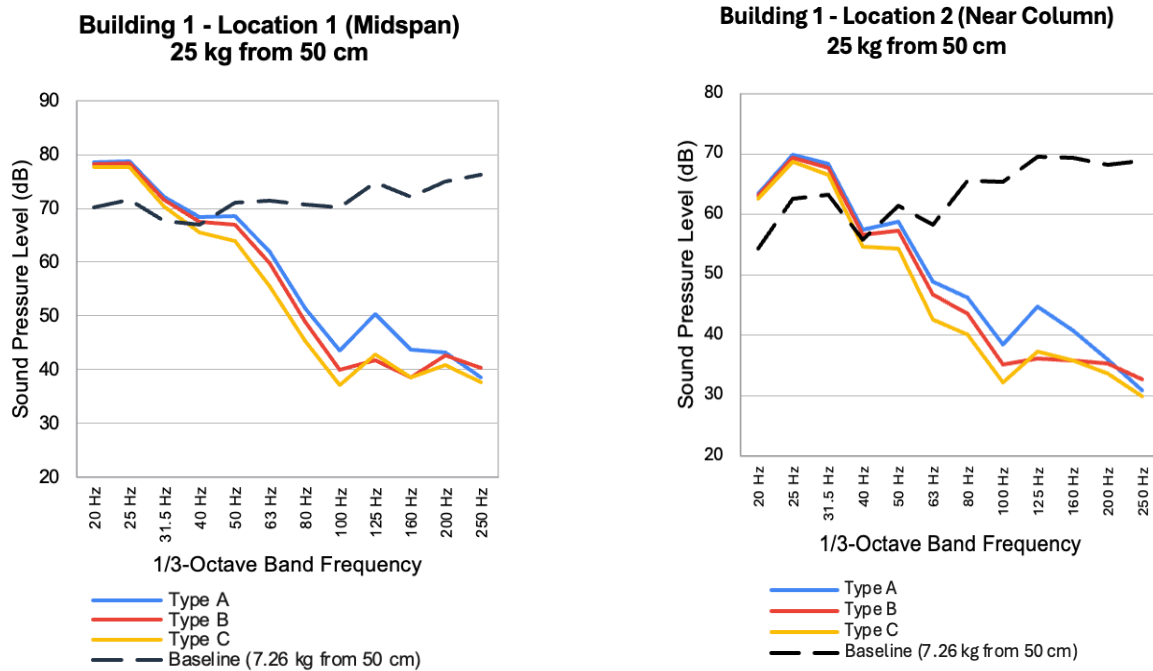 Building 1 - Location 1 (Midspan)
25 kg from 50 cm
90
80
70
60
50
40
30
20
Sound Pressure Level (dB)
20 Hz
25 Hz
31.5 Hz
40 Hz
50 Hz
63 Hz
80 Hz
100 Hz
125 Hz
160 Hz
200 Hz
250 Hz
1/3-Octave Band Frequency
Type A
Type B
Type C
Baseline (7.26 kg from 50 cm)
Building 1 - Location 2 (Near Column)
25 kg from 50 cm
80
70
60
50
40
30
20
Sound Pressure Level (dB)
20 Hz
25 Hz
31.5 Hz
40 Hz
50 Hz
63 Hz
80 Hz
100 Hz
125 Hz
160 Hz
200 Hz
250 Hz
1/3-Octave Band Frequency
Type A
Type B
Type C
Baseline (7.26 kg from 50 cm)